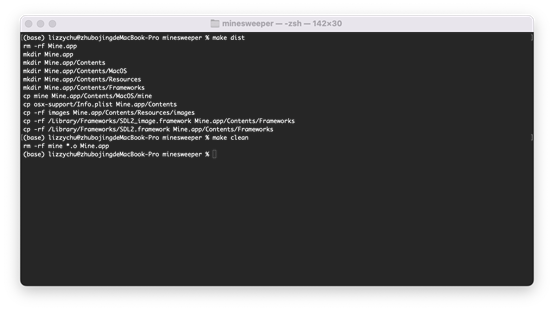 minesweeper — -zsh — 142×30
(base) lizzychu@zhubojingdeMacBook-Pro minesweeper % make dist
rm -rf Mine.app
mkdir Mine.app
mkdir Mine.app/Contents
mkdir Mine.app/Contents/MacOS
mkdir Mine.app/Contents/Resources
mkdir Mine.app/Contents/Frameworks
cp mine Mine.app/Contents/MacOS/mine
cp osx-support/Info.plist Mine.app/Contents
cp -rf images Mine.app/Contents/Resources/images
cp -rf /Library/Frameworks/SDL2_image.framework Mine.app/Contents/Frameworks
cp -rf /Library/Frameworks/SDL2.framework Mine.app/Contents/Frameworks
(base) lizzychu@zhubojingdeMacBook-Pro minesweeper % make clean
rm -rf mine *.o Mine.app
(base) lizzychu@zhubojingdeMacBook-Pro minesweeper %